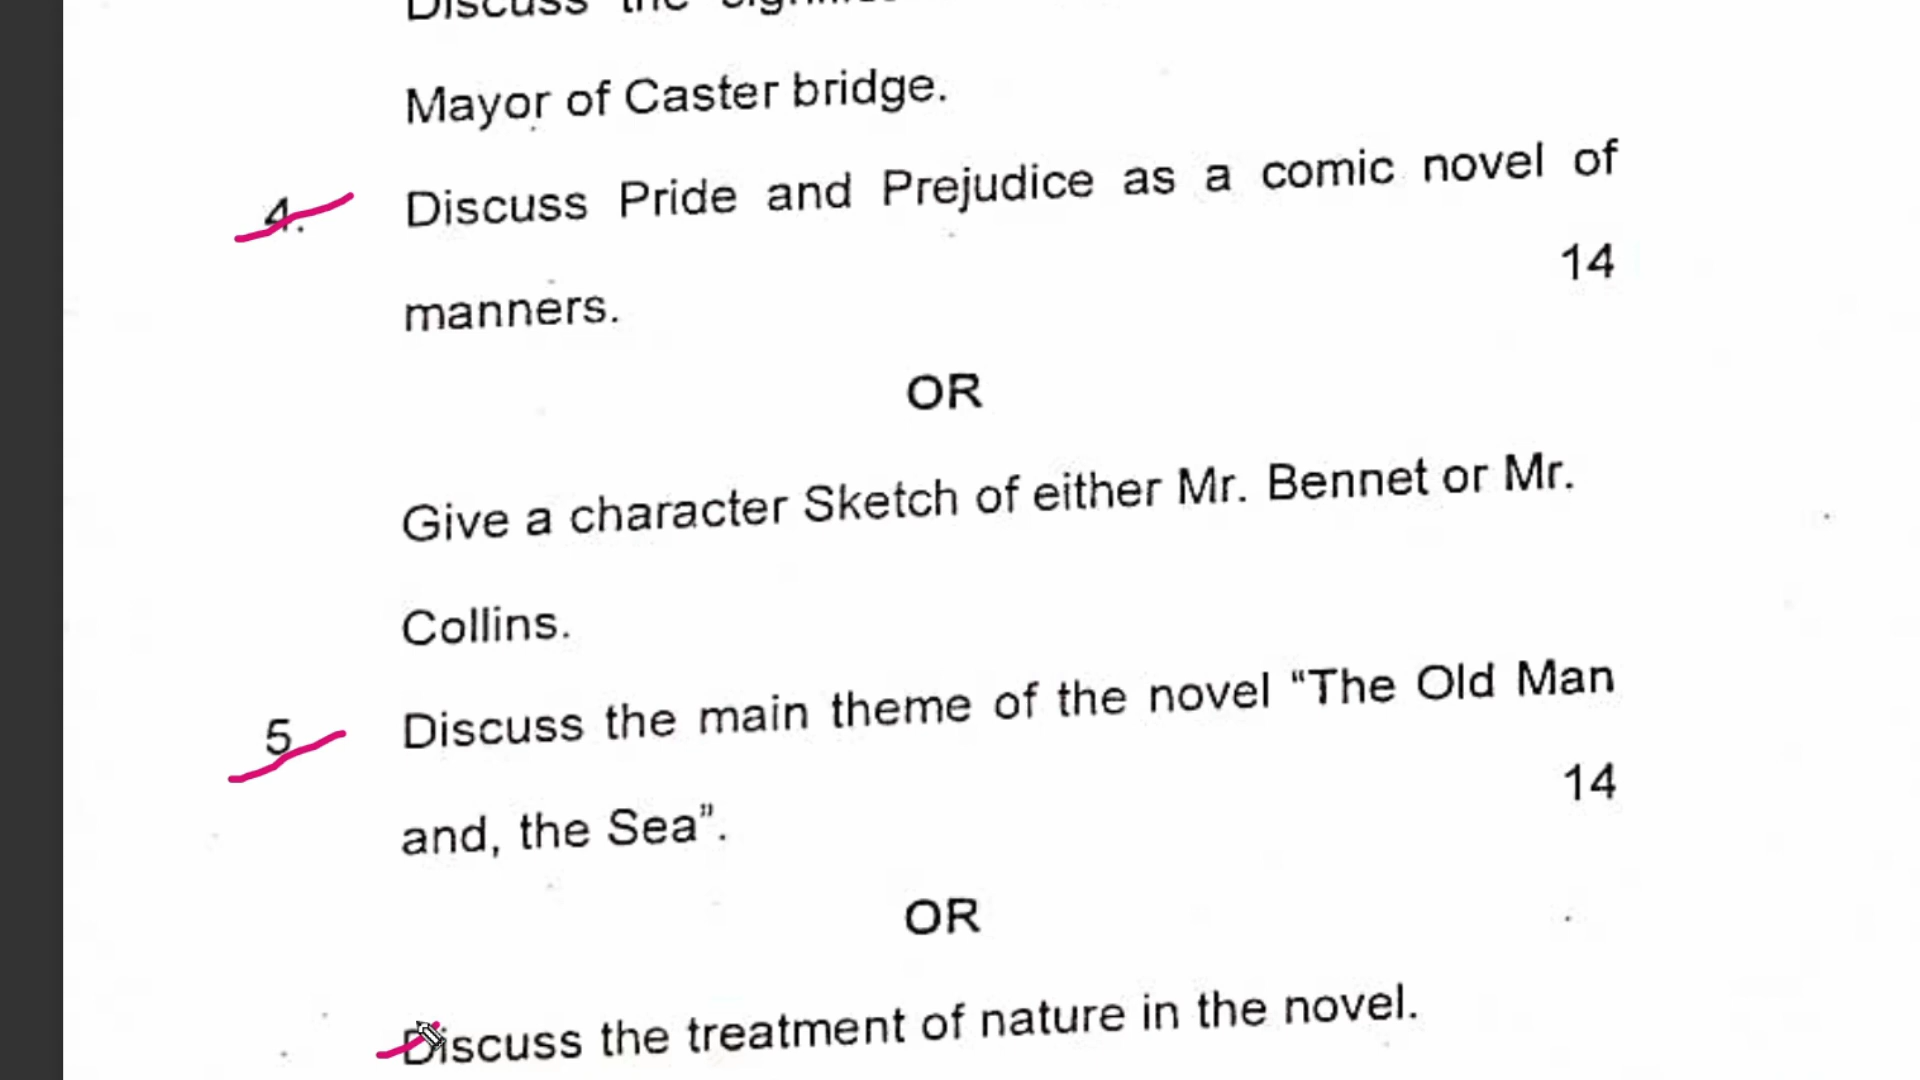 Discuss the
Mayor of Caster bridge.
4. Discuss Pride and Prejudice as a comic novel of
14
manners.
OR
Give a character Sketch of either Mr. Bennet or Mr.
Collins.
5 Discuss the main theme of the novel “The Old Man
14
and, the Sea”.
OR
Discuss the treatment of nature in the novel.